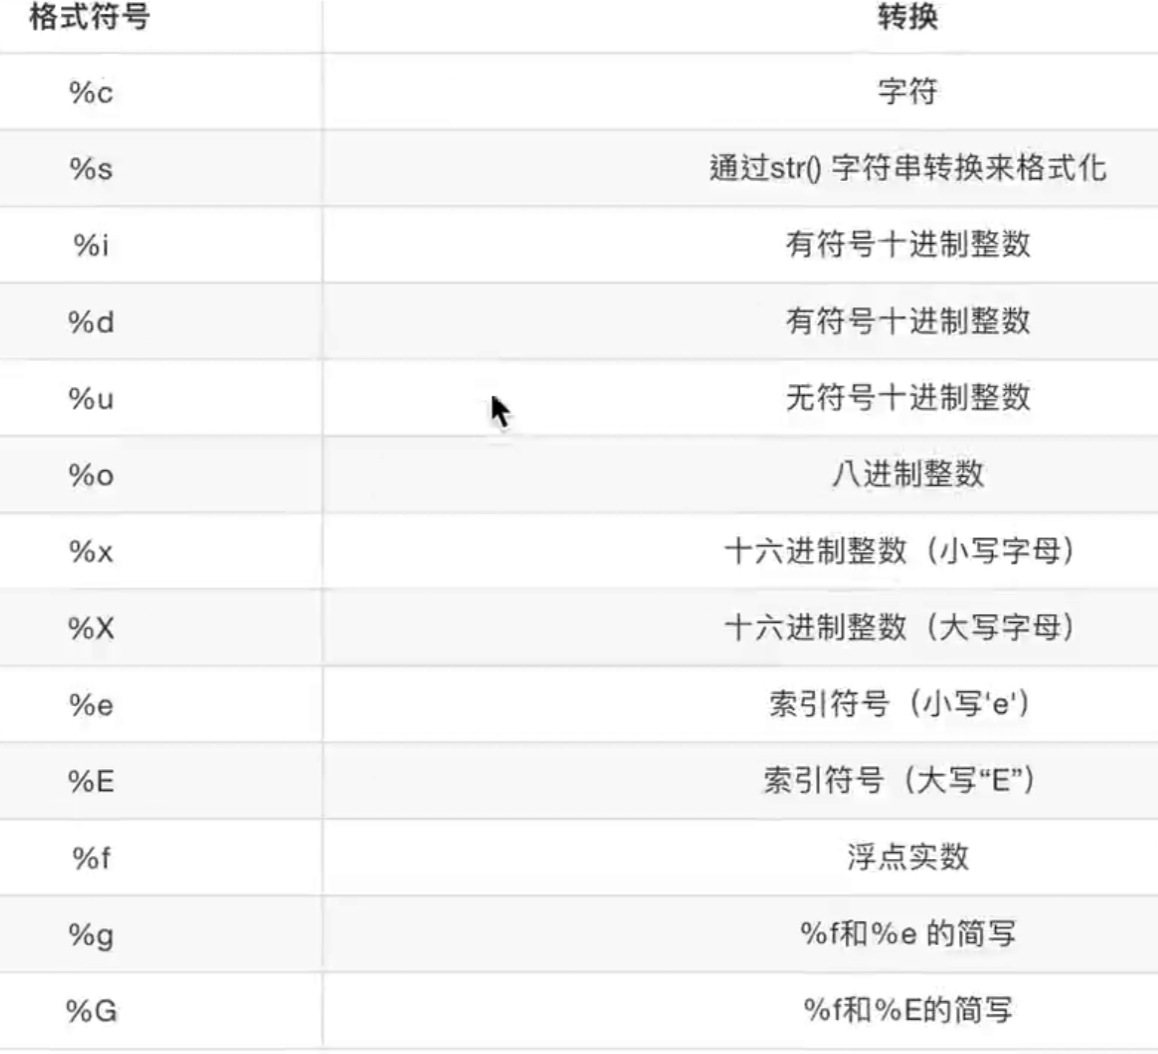 格式符号 转换
%c 字符
%s 通过str() 字符串转换来格式化
%i 有符号十进制整数
%d 有符号十进制整数
%u 无符号十进制整数
%o 八进制整数
%x 十六进制整数（小写字母）
%X 十六进制整数（大写字母）
%e 索引符号（小写'e'）
%E 索引符号（大写“E”）
%f 浮点实数
%g %f和%e 的简写
%G %f和%E的简写